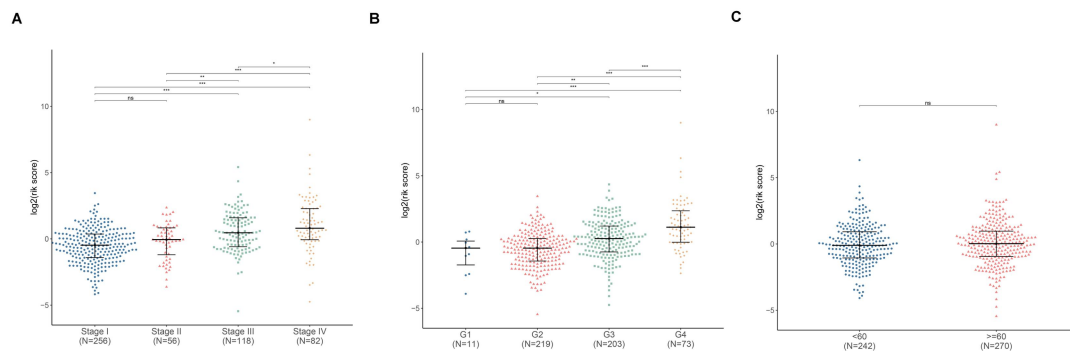 A
B
C
log2(rik score)
10
5
0
−5
*
***
**
***
***
ns
Stage I
(N=256)
Stage II
(N=56)
Stage III
(N=118)
Stage IV
(N=82)
log2(rik score)
10
5
0
−5
***
***
**
***
*
ns
G1
(N=11)
G2
(N=219)
G3
(N=203)
G4
(N=73)
log2(rik score)
10
5
0
−5
ns
<60
(N=242)
>=60
(N=270)